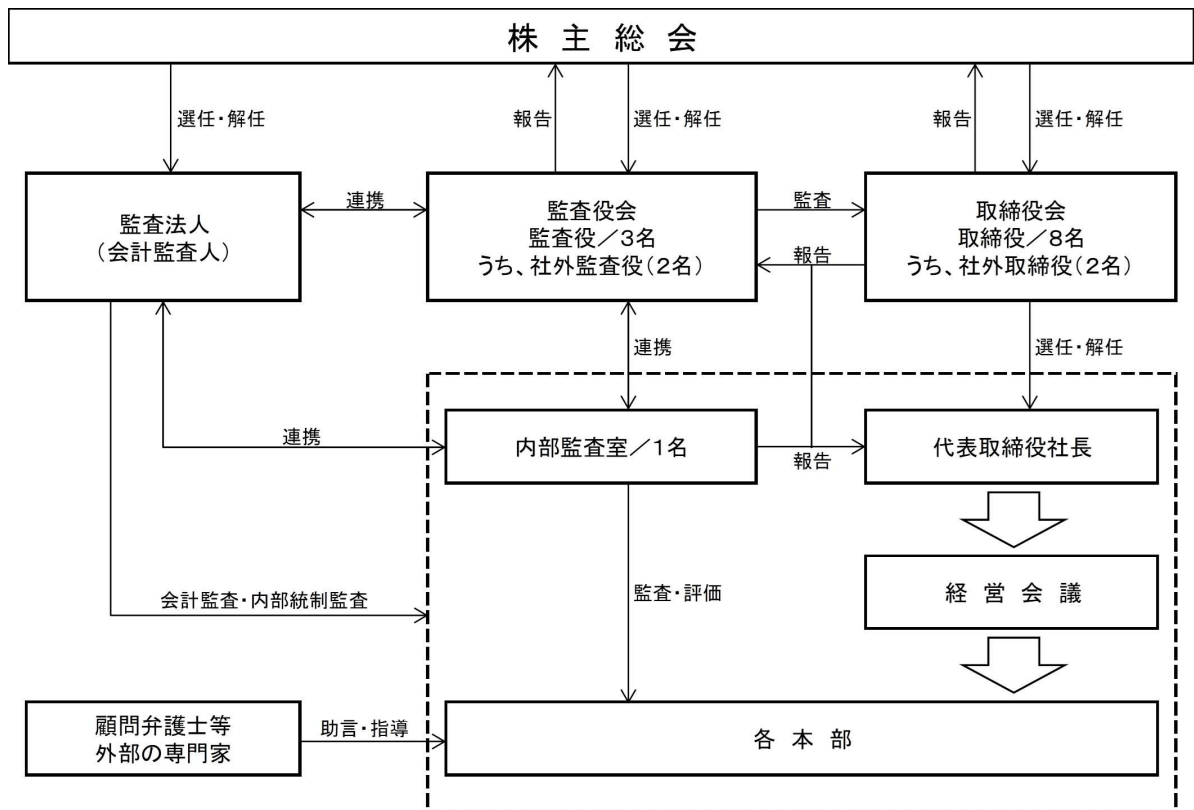 株主総会
選任・解任
報告
選任・解任
報告
選任・解任
監査法人
(会計監査人)
連携
監査役会
監査役／3名
うち、社外監査役(2名)
監査
報告
取締役会
取締役／8名
うち、社外取締役(2名)
連携
選任・解任
連携
内部監査室／1名
報告
代表取締役社長
会計監査・内部統制監査
監査・評価
経営会議
顧問弁護士等
外部の専門家
助言・指導
各本部